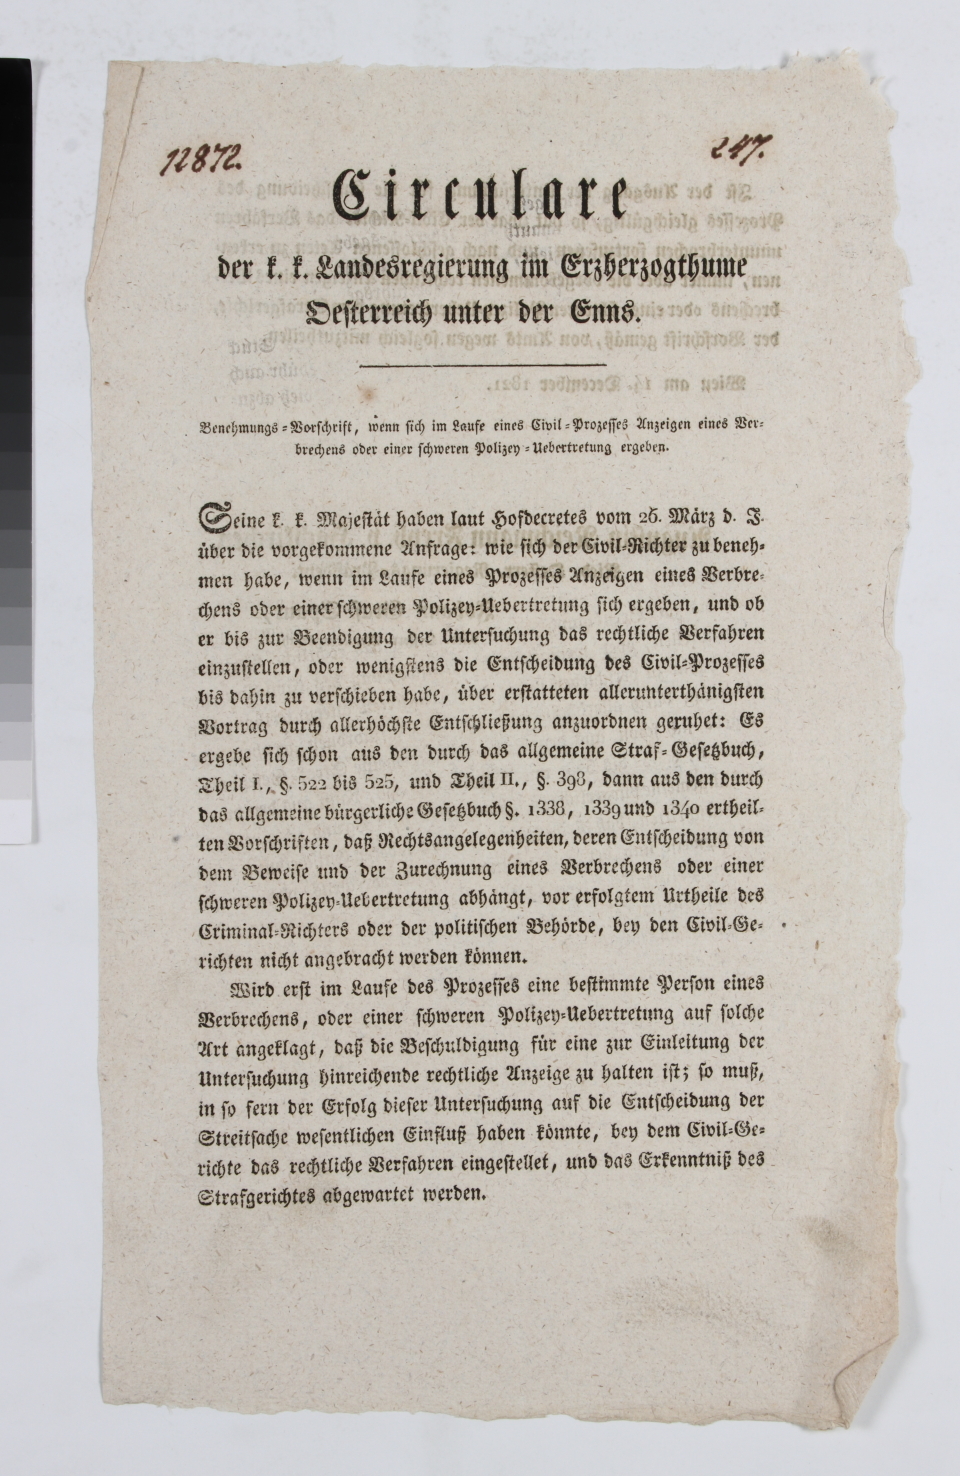 12872.
247.
Circulare
der k. k. Landesregierung im Erzherzogthume
Oesterreich unter der Enns.
Benehmungs-Vorschrift, wenn sich im Laufe eines Civil-Prozesses Anzeigen eines Ver-
brechens oder einer schweren Polizey-Uebertretung ergeben.
Seine k. k. Majestät haben laut Hofdecretes vom 26. März d. J.
über die vorgekommene Anfrage: wie sich der Civil-Richter zu beneh-
men habe, wenn im Laufe eines Prozesses Anzeigen eines Verbre-
chens oder einer schweren Polizey-Uebertretung sich ergeben, und ob
er bis zur Beendigung der Untersuchung das rechtliche Verfahren
einzustellen, oder wenigstens die Entscheidung des Civil-Prozesses
bis dahin zu verschieben habe, über erstatteten allerunterthänigsten
Vortrag durch allerhöchste Entschließung anzuordnen geruhet: Es
ergebe sich schon aus den durch das allgemeine Straf-Gesetzbuch,
Theil I., §. 522 bis 525, und Theil II., §. 398, dann aus den durch
das allgemeine bürgerliche Gesetzbuch §. 1338, 1339 und 1340 ertheil-
ten Vorschriften, daß Rechtsangelegenheiten, deren Entscheidung von
dem Beweise und der Zurechnung eines Verbrechens oder einer
schweren Polizey-Uebertretung abhängt, vor erfolgtem Urtheile des
Criminal-Richters oder der politischen Behörde, bey den Civil-Ge-
richten nicht angebracht werden können.
Wird erst im Laufe des Prozesses eine bestimmte Person eines
Verbrechens, oder einer schweren Polizey-Uebertretung auf solche
Art angeklagt, daß die Beschuldigung für eine zur Einleitung der
Untersuchung hinreichende rechtliche Anzeige zu halten ist; so muß,
in so fern der Erfolg dieser Untersuchung auf die Entscheidung der
Streitsache wesentlichen Einfluß haben könnte, bey dem Civil-Ge-
richte das rechtliche Verfahren eingestellet, und das Erkenntniß des
Strafgerichtes abgewartet werden.